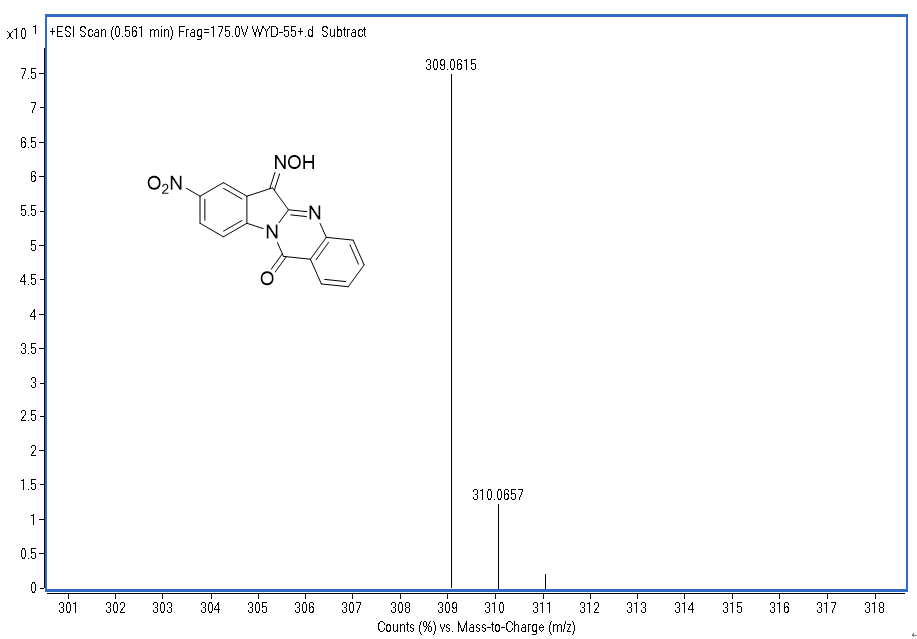 x10 1
+ESI Scan (0.561 min) Frag=175.0V WYD-55+.d Subtract
309.0615
7.5
7
6.5
6
5.5
5
4.5
4
3.5
3
2.5
2
1.5
1
0.5
0
NOH
O2N
N
N
O
310.0657
301 302 303 304 305 306 307 308 309 310 311 312 313 314 315 316 317 318
Counts (%) vs. Mass-to-Charge (m/z)